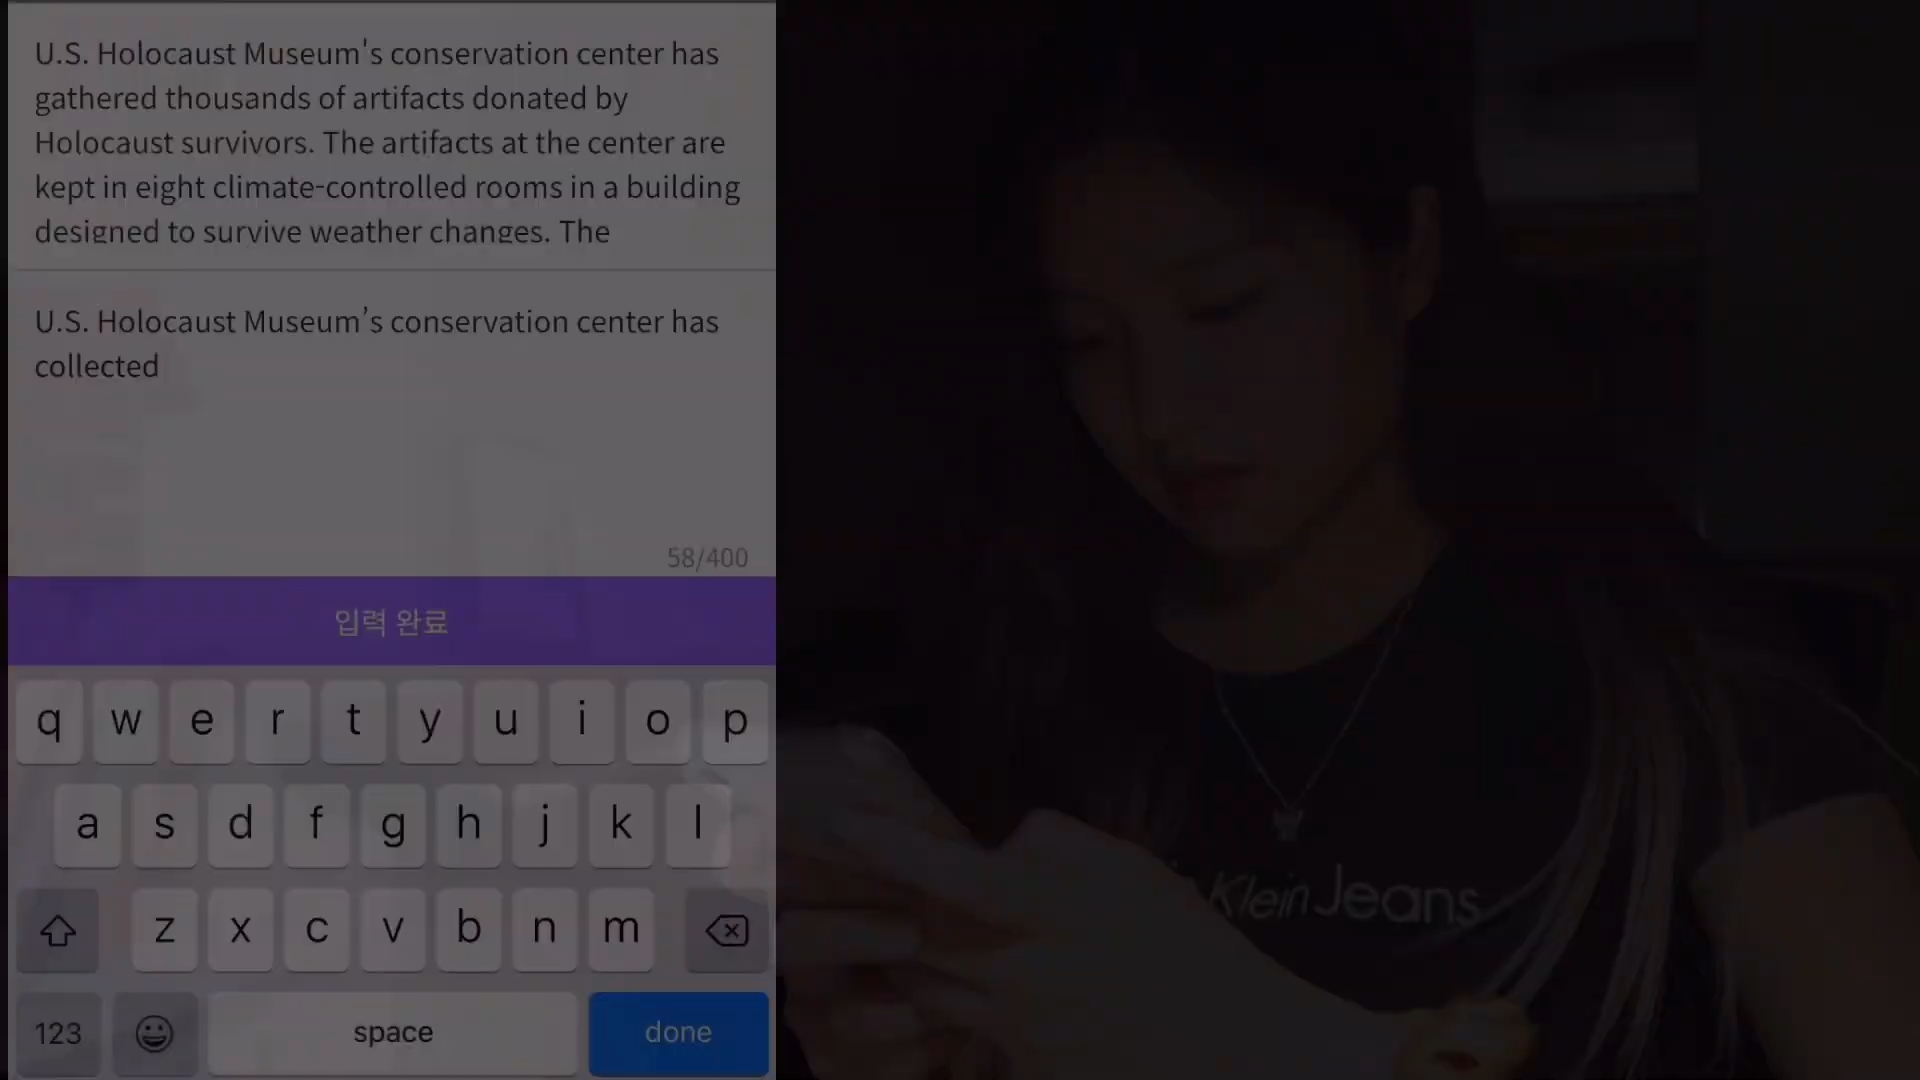 U.S. Holocaust Museum's conservation center has
gathered thousands of artifacts donated by
Holocaust survivors. The artifacts at the center are
kept in eight climate-controlled rooms in a building
designed to survive weather changes. The
U.S. Holocaust Museum’s conservation center has
collected
58/400
입력 완료
q w e r t y u i o p
a s d f g h j k l
z x c v b n m
123 space done
Klein Jeans